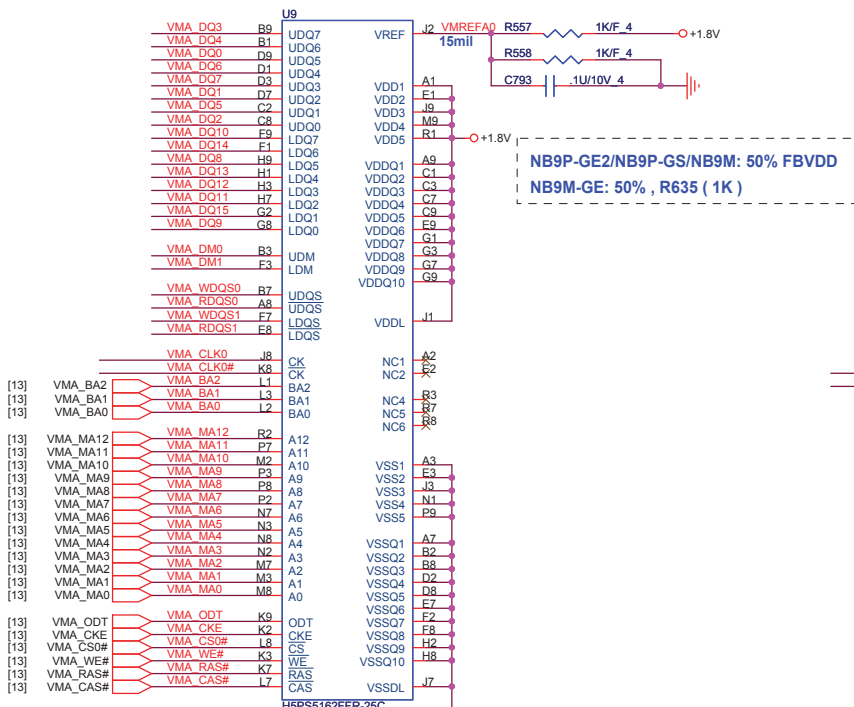 U9
VMA_DQ3 B9 UDQ7 VREF J2 VMREFA0 R557 1K/F_4 +1.8V
15mil
VMA_DQ4 B1 UDQ6
VMA_DQ0 D9 UDQ5 R558 1K/F_4
VMA_DQ6 D1 UDQ4
VMA_DQ7 D3 UDQ3 VDD1 A1 C793 .1U/10V_4
VMA_DQ1 D7 UDQ2 VDD2 E1
VMA_DQ5 C2 UDQ1 VDD3 J9
VMA_DQ2 C8 UDQ0 VDD4 M9
VMA_DQ10 F9 LDQ7 VDD5 R1 +1.8V
VMA_DQ14 F1 LDQ6
VMA_DQ8 H9 LDQ5 VDDQ1 A9
VMA_DQ13 H1 LDQ4 VDDQ2 C1
VMA_DQ12 H3 LDQ3 VDDQ3 C3
VMA_DQ11 H7 LDQ2 VDDQ4 C7
VMA_DQ15 G2 LDQ1 VDDQ5 C9
VMA_DQ9 G8 LDQ0 VDDQ6 E9
NB9P-GE2/NB9P-GS/NB9M: 50% FBVDD
NB9M-GE: 50% , R635 ( 1K )
VDDQ7 G1
VMA_DM0 B3 UDM VDDQ8 G3
VMA_DM1 F3 LDM VDDQ9 G7
VDDQ10 G9
VMA_WDQS0 B7 UDQS
VMA_RDQS0 A8 UDQS
VMA_WDQS1 F7 LDQS VDDL J1
VMA_RDQS1 E8 LDQS
VMA_CLK0 J8 CK NC1 A2
VMA_CLK0# K8 CK NC2 E2
[13] VMA_BA2 VMA_BA2 L1 BA2
[13] VMA_BA1 VMA_BA1 L3 BA1 NC4 R3
[13] VMA_BA0 VMA_BA0 L2 BA0 NC5 R7
NC6 R8
[13] VMA_MA12 VMA_MA12 R2 A12
[13] VMA_MA11 VMA_MA11 P7 A11
[13] VMA_MA10 VMA_MA10 M2 A10 VSS1 A3
[13] VMA_MA9 VMA_MA9 P3 A9 VSS2 E3
[13] VMA_MA8 VMA_MA8 P8 A8 VSS3 J3
[13] VMA_MA7 VMA_MA7 P2 A7 VSS4 N1
[13] VMA_MA6 VMA_MA6 N7 A6 VSS5 P9
[13] VMA_MA5 VMA_MA5 N3 A5
[13] VMA_MA4 VMA_MA4 N8 A4 VSSQ1 A7
[13] VMA_MA3 VMA_MA3 N2 A3 VSSQ2 B2
[13] VMA_MA2 VMA_MA2 M7 A2 VSSQ3 B8
[13] VMA_MA1 VMA_MA1 M3 A1 VSSQ4 D2
[13] VMA_MA0 VMA_MA0 M8 A0 VSSQ5 D8
VSSQ6 E7
[13] VMA_ODT VMA_ODT K9 ODT VSSQ7 F2
[13] VMA_CKE VMA_CKE K2 CKE VSSQ8 F8
[13] VMA_CS0# VMA_CS0# L8 CS VSSQ9 H2
[13] VMA_WE# VMA_WE# K3 WE VSSQ10 H8
[13] VMA_RAS# VMA_RAS# K7 RAS
[13] VMA_CAS# VMA_CAS# L7 CAS VSSDL J7
H5PS5162FFR-25C